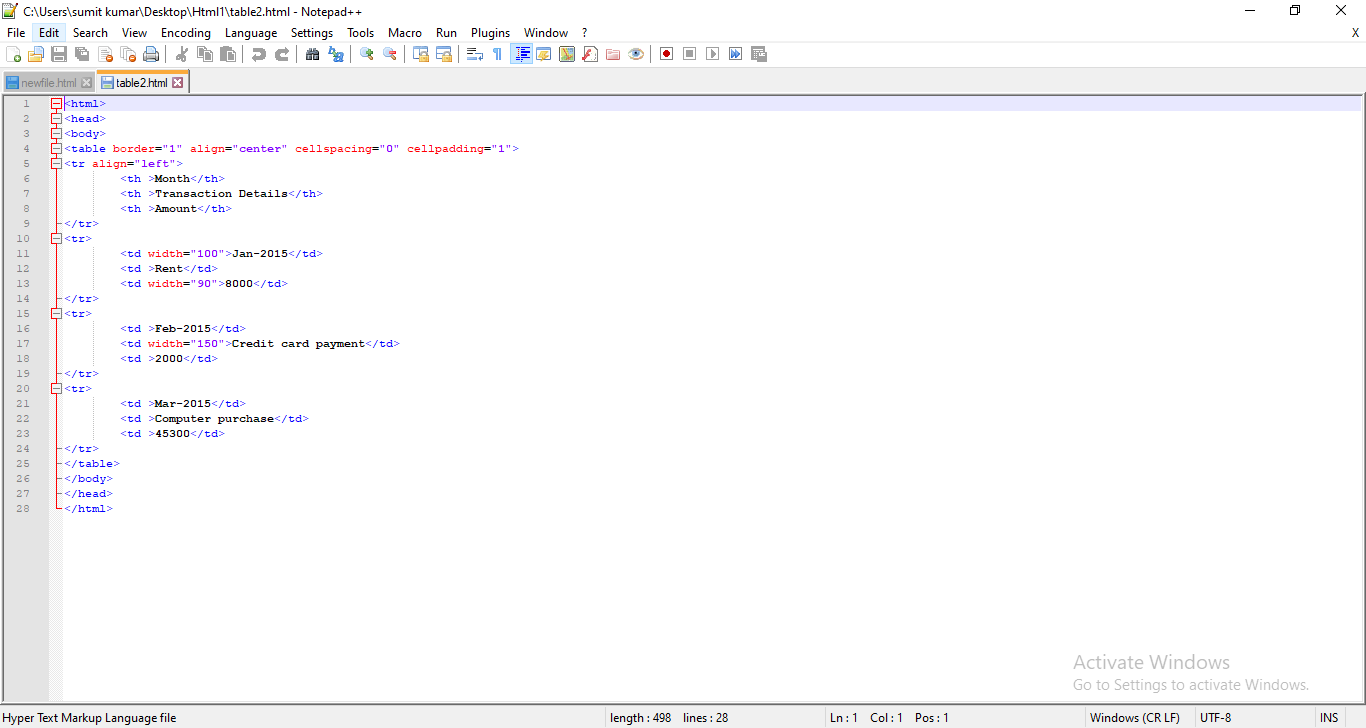 C:\Users\sumit kumar\Desktop\Html1\table2.html - Notepad++
File Edit Search View Encoding Language Settings Tools Macro Run Plugins Window ? X
newfile.html table2.html
1 <html>
2 <head>
3 <body>
4 <table border="1" align="center" cellspacing="0" cellpadding="1">
5 <tr align="left">
6 <th >Month</th>
7 <th >Transaction Details</th>
8 <th >Amount</th>
9 </tr>
10 <tr>
11 <td width="100">Jan-2015</td>
12 <td >Rent</td>
13 <td width="90">8000</td>
14 </tr>
15 <tr>
16 <td >Feb-2015</td>
17 <td width="150">Credit card payment</td>
18 <td >2000</td>
19 </tr>
20 <tr>
21 <td >Mar-2015</td>
22 <td >Computer purchase</td>
23 <td >45300</td>
24 </tr>
25 </table>
26 </body>
27 </head>
28 </html>
Activate Windows
Go to Settings to activate Windows.
Hyper Text Markup Language file length : 498 lines : 28 Ln : 1 Col : 1 Pos : 1 Windows (CR LF) UTF-8 INS